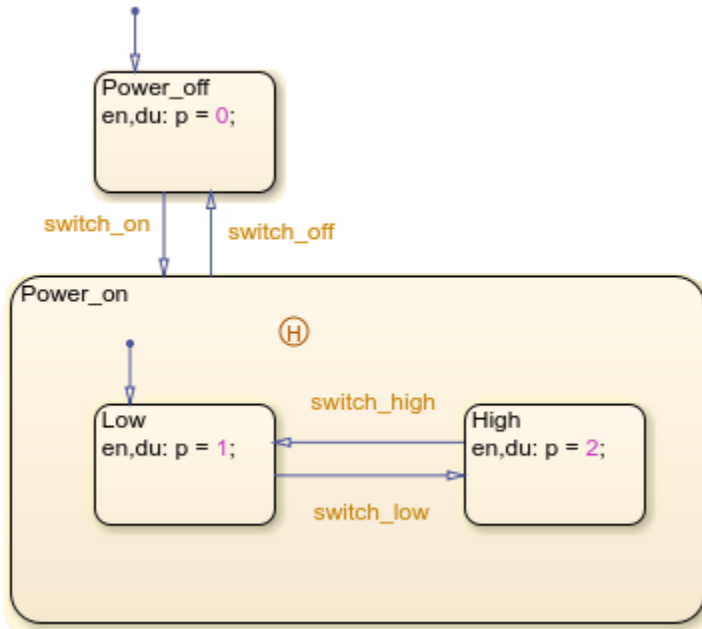 Power_off
en,du: p = 0;
switch_on
switch_off
Power_on
H
switch_high
Low
en,du: p = 1;
High
en,du: p = 2;
switch_low